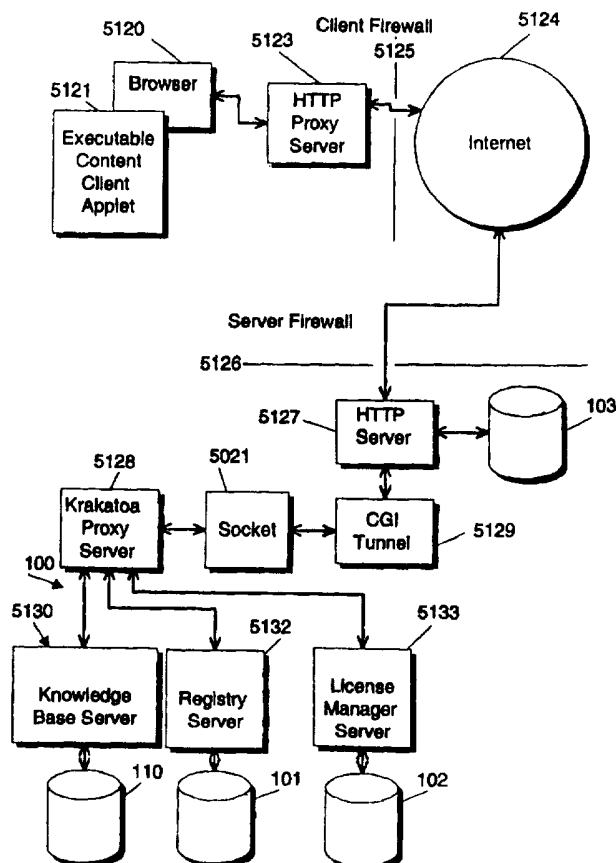 5120
5123
Client Firewall
5125
5124
5121
Browser
HTTP
Proxy
Server
Internet
Executable
Content
Client
Applet
Server Firewall
5126
5127
HTTP
Server
103
5128
5021
Krakatoa
Proxy
Server
Socket
CGI
Tunnel
5129
100
5130
5132
5133
Knowledge
Base Server
Registry
Server
License
Manager
Server
110
101
102